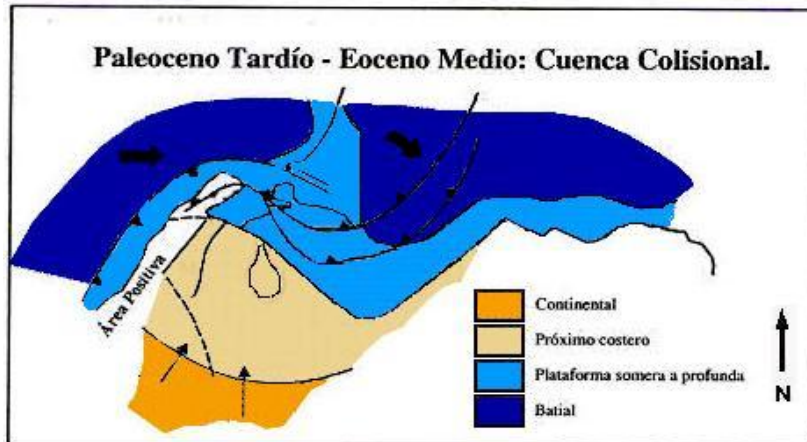 Paleoceno Tardío - Eoceno Medio: Cuenca Colisional.
Área Positiva
Continental
Próximo costero
Plataforma somera a profunda
Batial
N